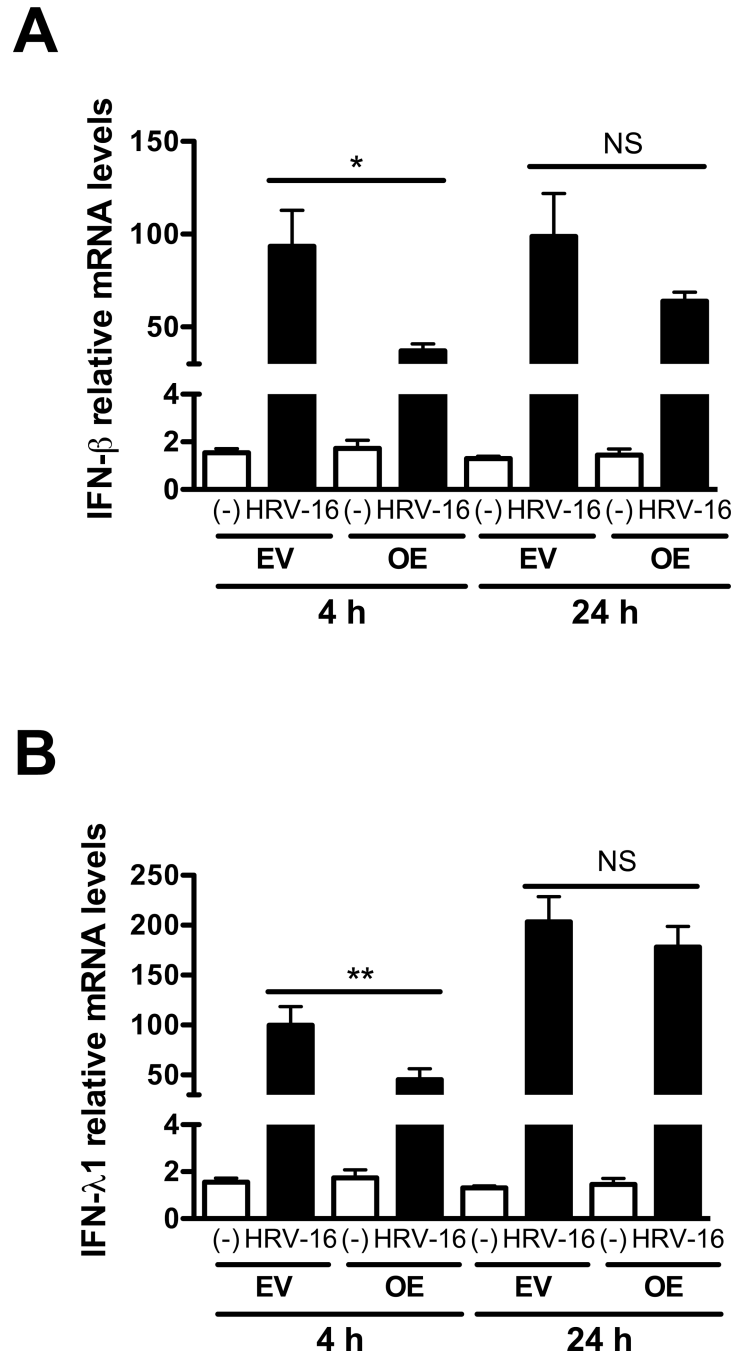 A
IFN-β relative mRNA levels
150
100
50
4
2
0
*
NS
(-) HRV-16 (-) HRV-16 (-) HRV-16 (-) HRV-16
EV OE EV OE
4 h 24 h
B
IFN-λ1 relative mRNA levels
250
200
150
100
50
4
2
0
**
NS
(-) HRV-16 (-) HRV-16 (-) HRV-16 (-) HRV-16
EV OE EV OE
4 h 24 h